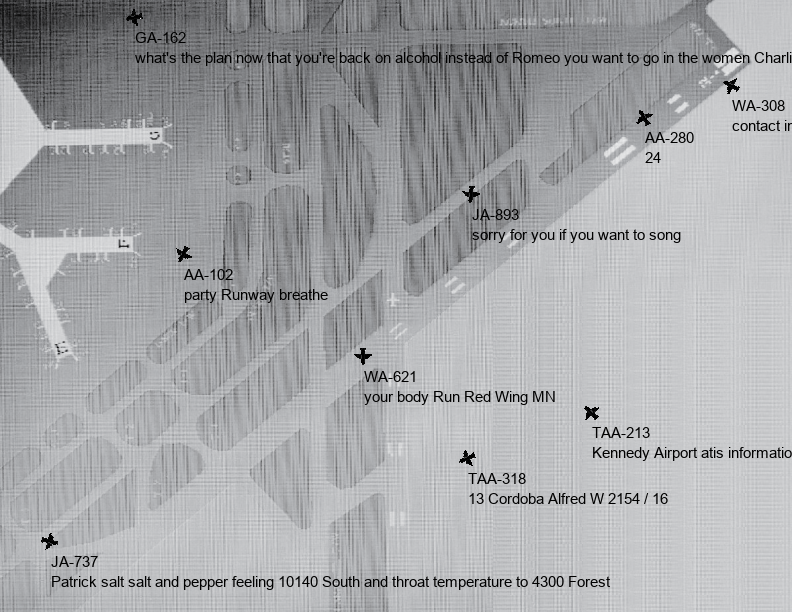 GA-162
what's the plan now that you're back on alcohol instead of Romeo you want to go in the women Charli
WA-308
contact in
AA-280
24
JA-893
sorry for you if you want to song
AA-102
party Runway breathe
WA-621
your body Run Red Wing MN
TAA-213
Kennedy Airport atis informatio
TAA-318
13 Cordoba Alfred W 2154 / 16
JA-737
Patrick salt salt and pepper feeling 10140 South and throat temperature to 4300 Forest